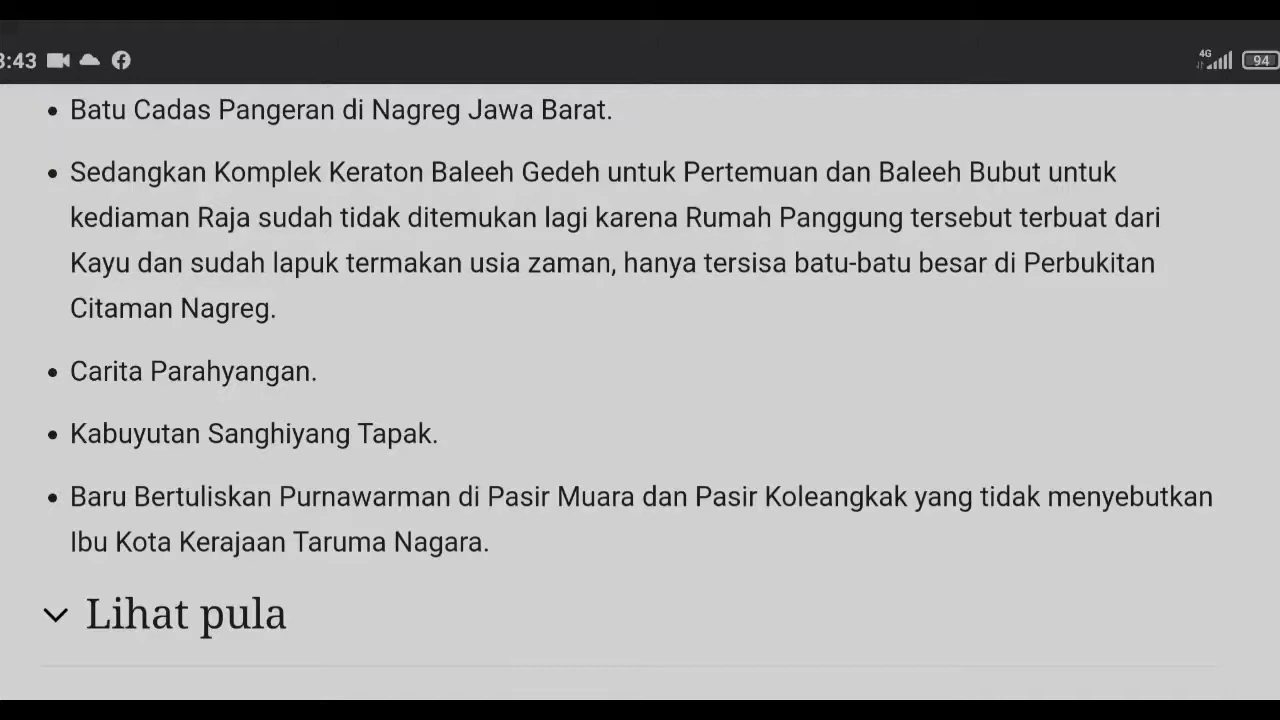 3:43
4G
94
Batu Cadas Pangeran di Nagreg Jawa Barat.
Sedangkan Komplek Keraton Baleeh Gedeh untuk Pertemuan dan Baleeh Bubut untuk
kediaman Raja sudah tidak ditemukan lagi karena Rumah Panggung tersebut terbuat dari
Kayu dan sudah lapuk termakan usia zaman, hanya tersisa batu-batu besar di Perbukitan
Citaman Nagreg.
Carita Parahyangan.
Kabuyutan Sanghiyang Tapak.
Baru Bertuliskan Purnawarman di Pasir Muara dan Pasir Koleangkak yang tidak menyebutkan
Ibu Kota Kerajaan Taruma Nagara.
Lihat pula